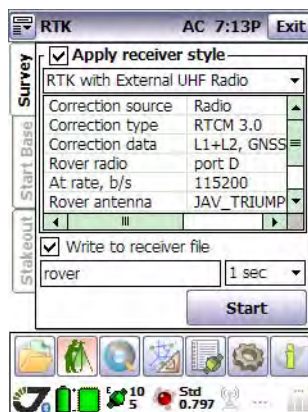 RTK AC 7:13P Exit
Survey
Start Base
Stakeout
Apply receiver style
RTK with External UHF Radio
Correction source Radio
Correction type RTCM 3.0
Correction data L1+L2, GNSS
Rover radio port D
At rate, b/s 115200
Rover antenna JAV_TRIUMP
Write to receiver file
rover 1 sec
Start
E 10 5 Std 0.797 ...